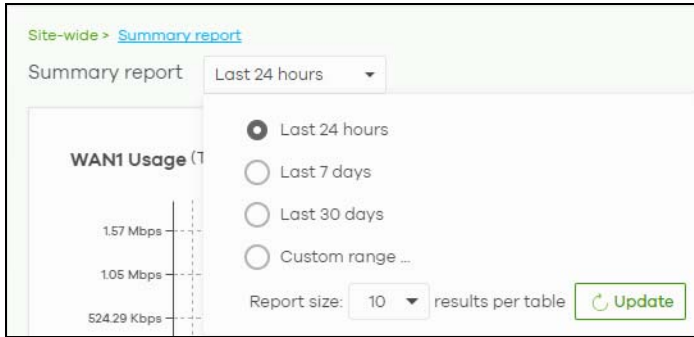 Site-wide > Summary report
Summary report Last 24 hours
Last 24 hours
WAN1 Usage (T
Last 7 days
Last 30 days
1.57 Mbps
Custom range ...
1.05 Mbps
Report size: 10 results per table Update
524.29 Kbps